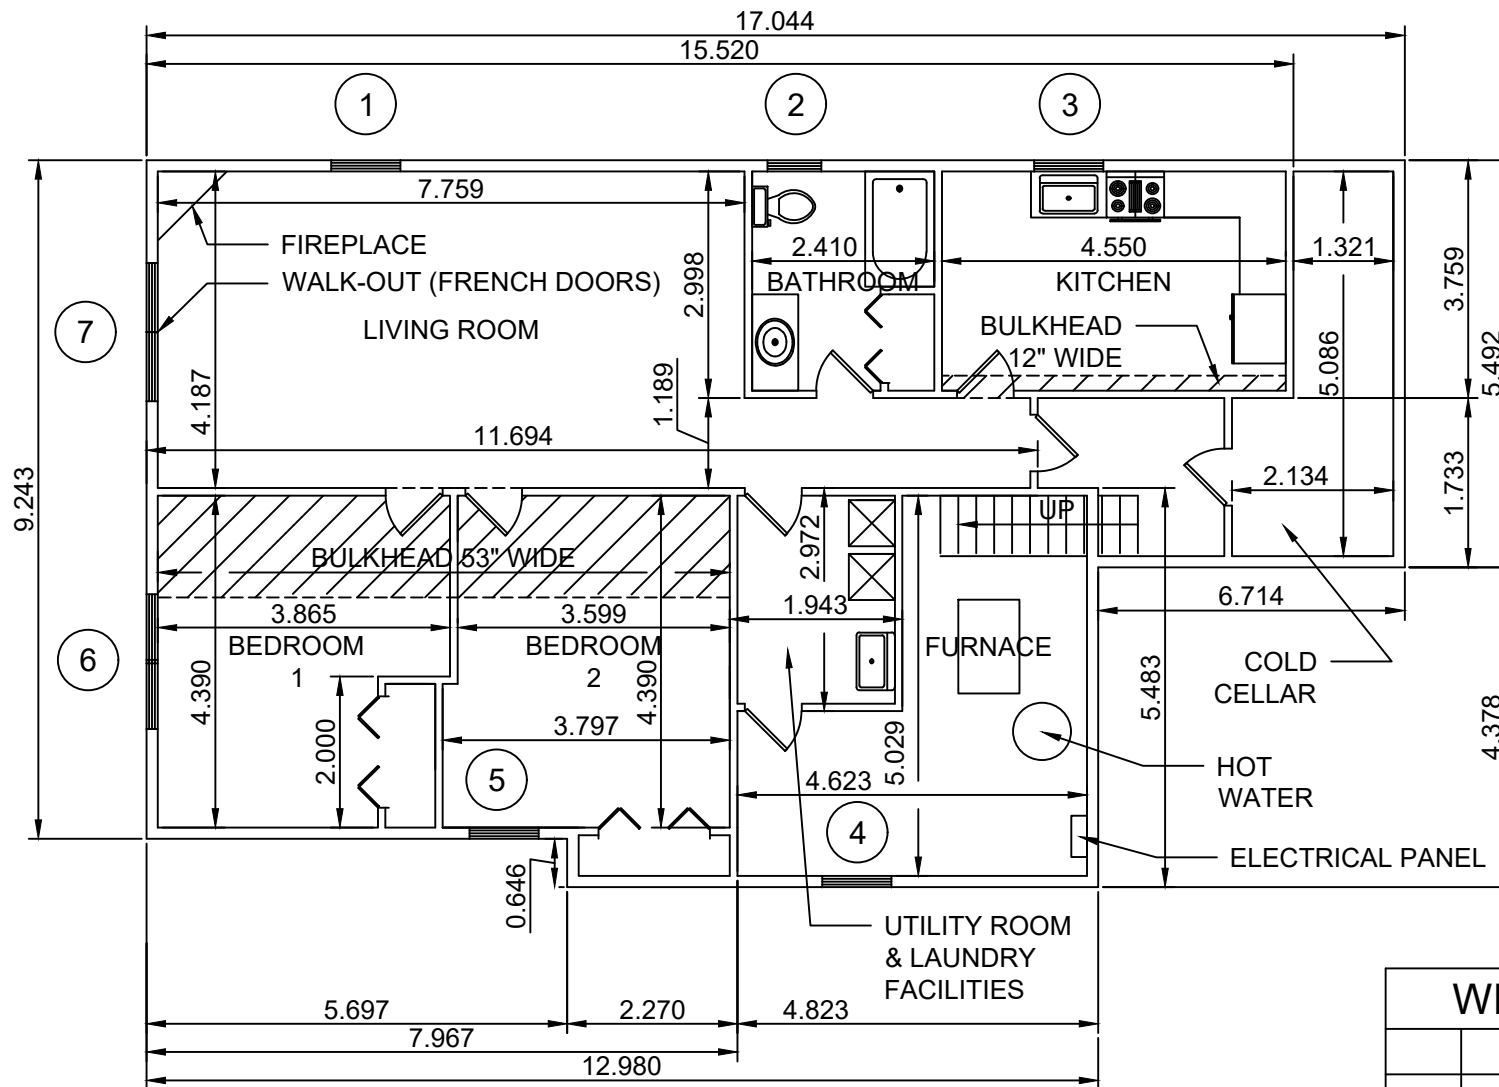 17.044
15.520
1
2
3
7.759
FIREPLACE
WALK-OUT (FRENCH DOORS)
LIVING ROOM
2.998
2.410
BATHROOM
4.550
KITCHEN
1.321
3.759
BULKHEAD
12" WIDE
5.086
5.492
7
4.187
1.189
11.694
2.134
1.733
9.243
UP
BULKHEAD 53" WIDE
2.972
3.865
3.599
1.943
6.714
BEDROOM
1
BEDROOM
2
FURNACE
6
4.390
4.390
COLD
CELLAR
5.483
4.378
2.000
3.797
5.029
5
4.623
HOT
WATER
4
ELECTRICAL PANEL
0.646
UTILITY ROOM
& LAUNDRY
FACILITIES
5.697
2.270
4.823
7.967
12.980